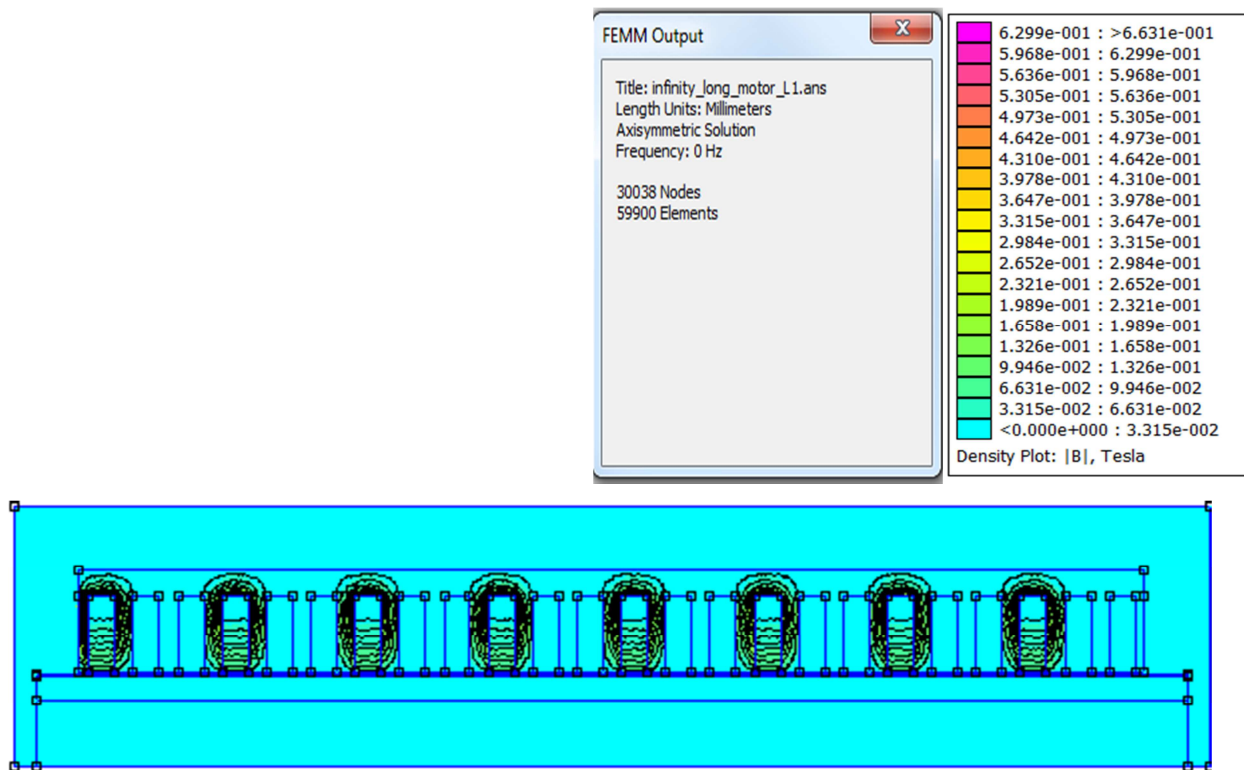 FEMM Output
X
Title: infinity_long_motor_L1.ans
Length Units: Millimeters
Axisymmetric Solution
Frequency: 0 Hz
30038 Nodes
59900 Elements
6.299e-001 : >6.631e-001
5.968e-001 : 6.299e-001
5.636e-001 : 5.968e-001
5.305e-001 : 5.636e-001
4.973e-001 : 5.305e-001
4.642e-001 : 4.973e-001
4.310e-001 : 4.642e-001
3.978e-001 : 4.310e-001
3.647e-001 : 3.978e-001
3.315e-001 : 3.647e-001
2.984e-001 : 3.315e-001
2.652e-001 : 2.984e-001
2.321e-001 : 2.652e-001
1.989e-001 : 2.321e-001
1.658e-001 : 1.989e-001
1.326e-001 : 1.658e-001
9.946e-002 : 1.326e-001
6.631e-002 : 9.946e-002
3.315e-002 : 6.631e-002
<0.000e+000 : 3.315e-002
Density Plot: |B|, Tesla